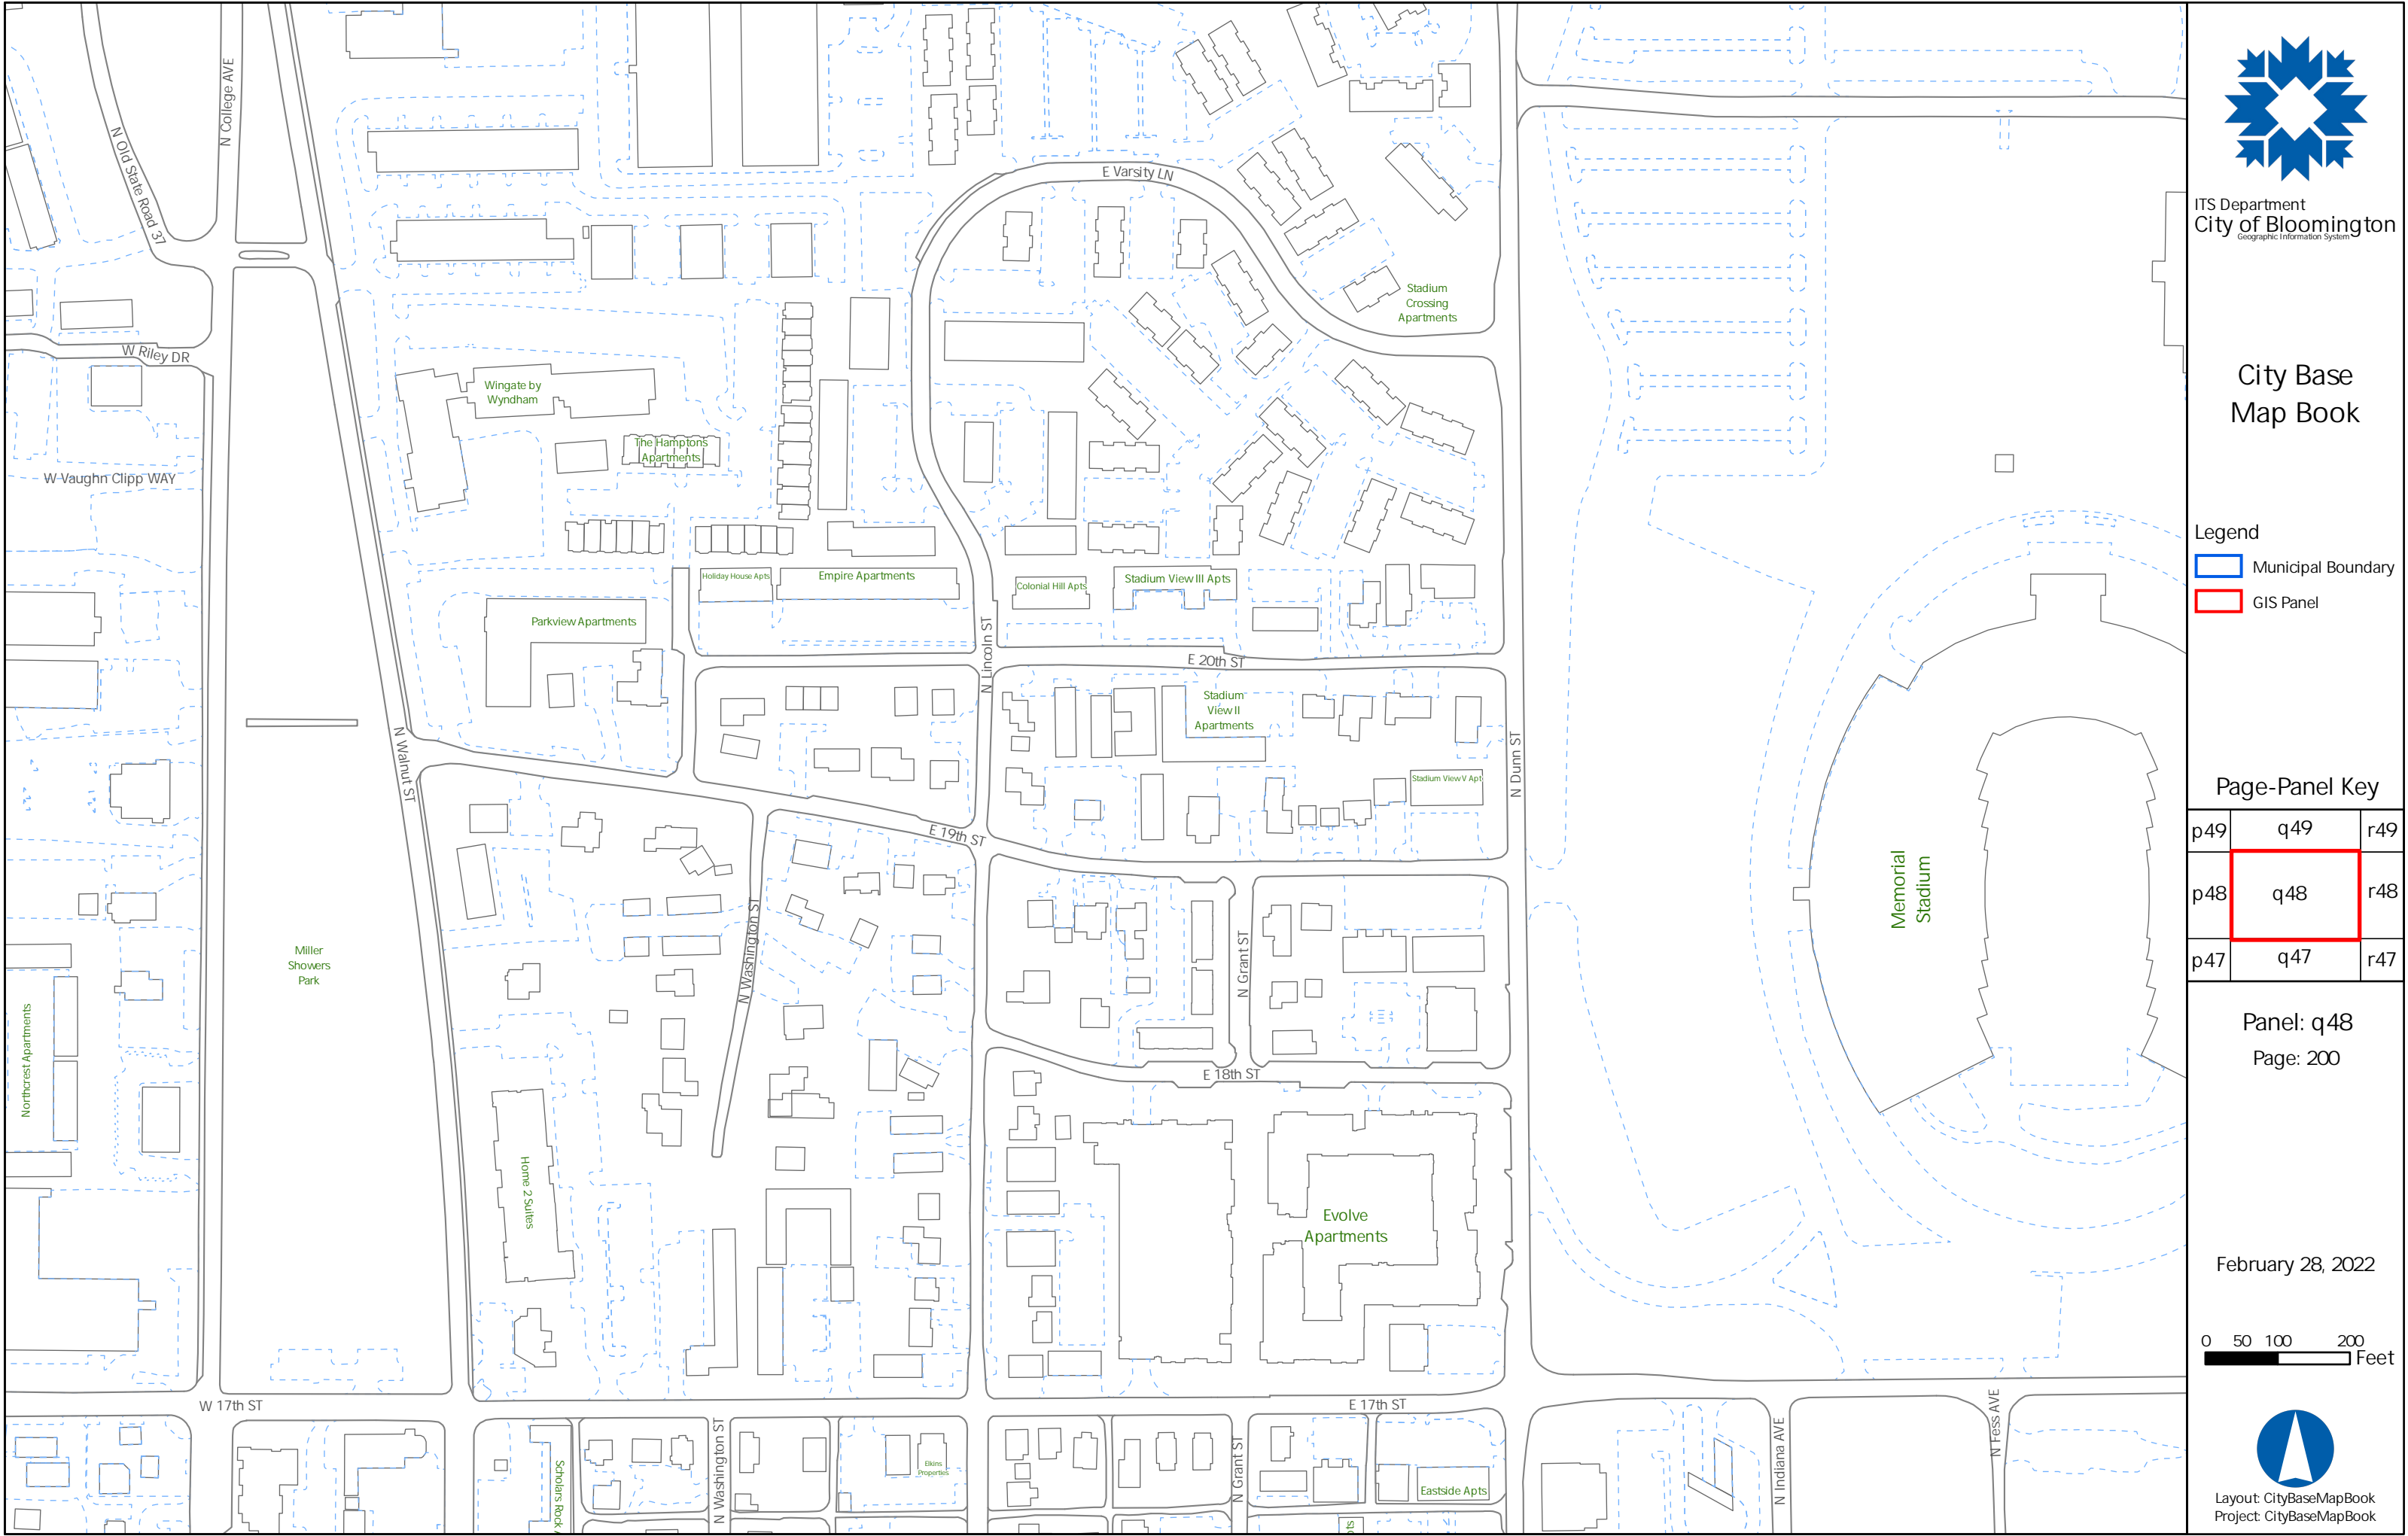 N College AVE
N Old State Road 37
E Varsity LN
Stadium
Crossing
Apartments
W Riley DR
Wingate by
Wyndham
The Hamptons
Apartments
W Vaughn Clipp WAY
Holiday House Apts
Empire Apartments
Colonial Hill Apts
Stadium View III Apts
Parkview Apartments
N Lincoln ST
E 20th ST
Stadium
View II
Apartments
N Walnut ST
N Dunn ST
Stadium View V Apt
E 19th ST
Memorial
Stadium
N Washington ST
N Grant ST
Miller
Showers
Park
Northcrest Apartments
E 18th ST
Home 2 Suites
Evolve
Apartments
W 17th ST
E 17th ST
N Washington ST
N Grant ST
N Indiana AVE
N Fess AVE
Scholars Rock
Elkins
Properties
Eastside Apts
ots
ITS Department
City of Bloomington
Geographic Information System
City Base
Map Book
Legend
Municipal Boundary
GIS Panel
Page-Panel Key
p49 q49 r49
p48 q48 r48
p47 q47 r47
Panel: q48
Page: 200
February 28, 2022
0 50 100 200
Feet
Layout: CityBaseMapBook
Project: CityBaseMapBook